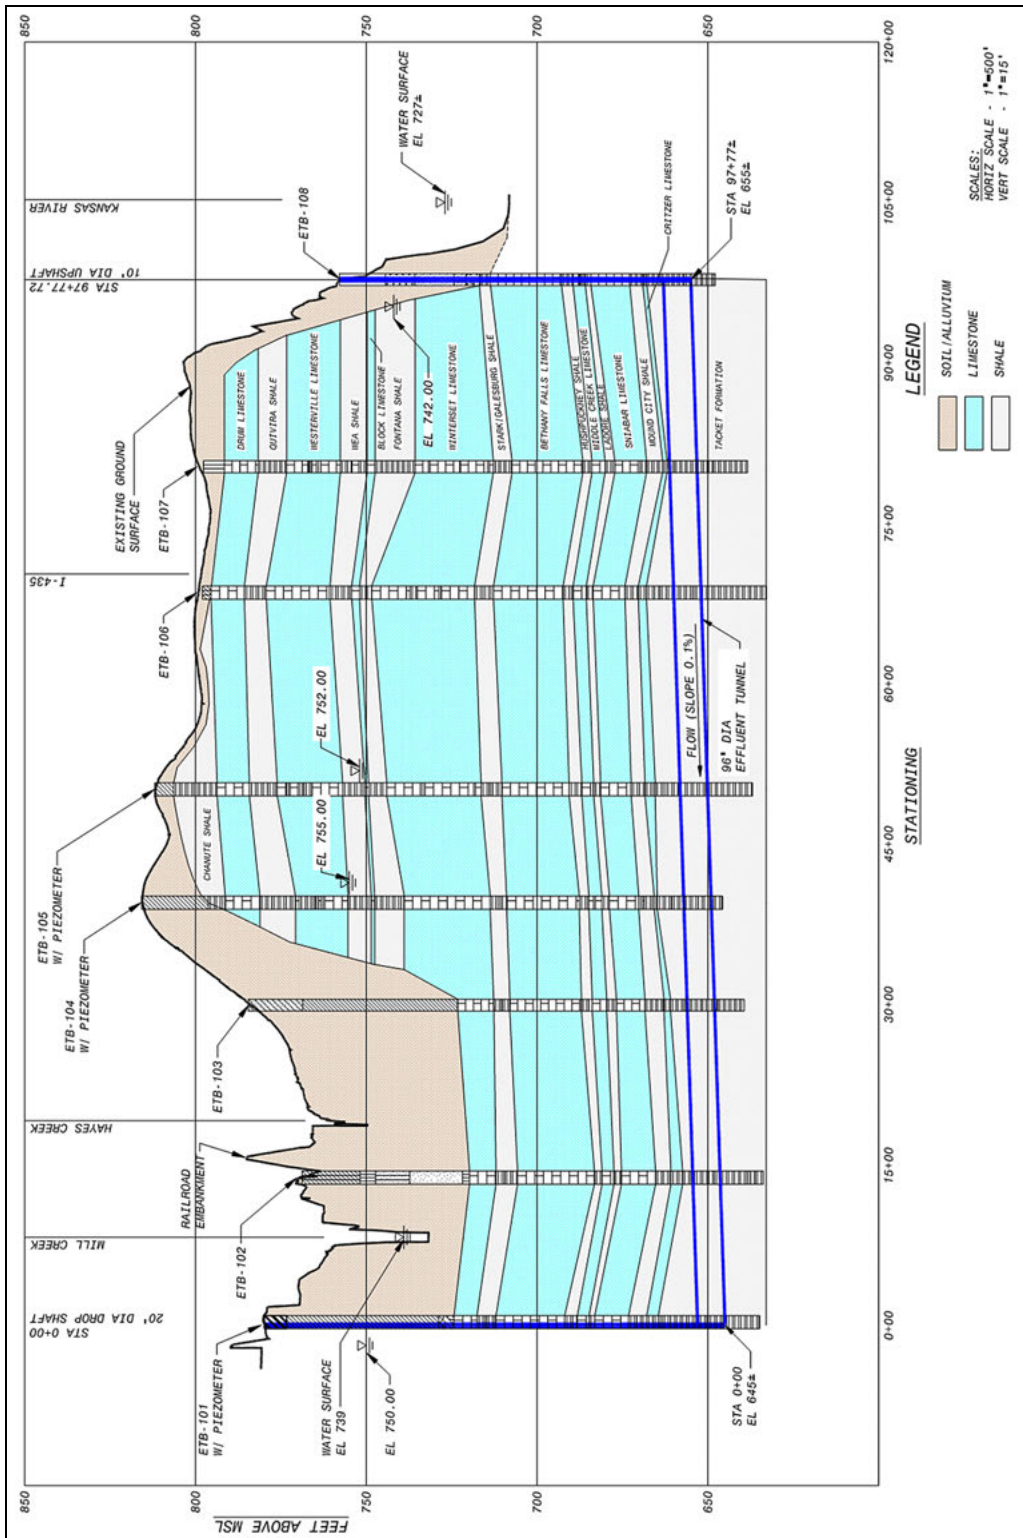 FEET ABOVE MSL
850
800
750
700
650
850
800
750
700
650
STA 0+00
20' DIA DROP SHAFT
MILL CREEK
HAYES CREEK
I-435
STA 97+77.72
10' DIA UPSHAFT
KANSAS RIVER
ETB-101
W/ PIEZOMETER
ETB-102
RAILROAD
EMBANKMENT
ETB-103
ETB-104
W/ PIEZOMETER
ETB-105
W/ PIEZOMETER
ETB-106
ETB-107
EXISTING GROUND
SURFACE
ETB-108
WATER SURFACE
EL 739
EL 750.00
EL 755.00
EL 752.00
EL 742.00
WATER SURFACE
EL 727±
CHANUTE SHALE
DRUM LIMESTONE
QUIVIRA SHALE
WESTERVILLE LIMESTONE
WEA SHALE
BLOCK LIMESTONE
FONTANA SHALE
WINTERSET LIMESTONE
STARK/GALESBURG SHALE
BETHANY FALLS LIMESTONE
HUSHPUCKNEY SHALE
MIDDLE CREEK LIMESTONE
LADORE SHALE
SNIABAR LIMESTONE
MOUND CITY SHALE
CRITZER LIMESTONE
TACKET FORMATION
FLOW (SLOPE 0.1%)
96" DIA
EFFLUENT TUNNEL
STA 0+00
EL 645±
STA 97+77±
EL 655±
0+00
15+00
30+00
45+00
60+00
75+00
90+00
105+00
120+00
STATIONING
LEGEND
SOIL/ALLUVIUM
LIMESTONE
SHALE
SCALES:
HORIZ SCALE - 1"=500'
VERT SCALE - 1"=15'